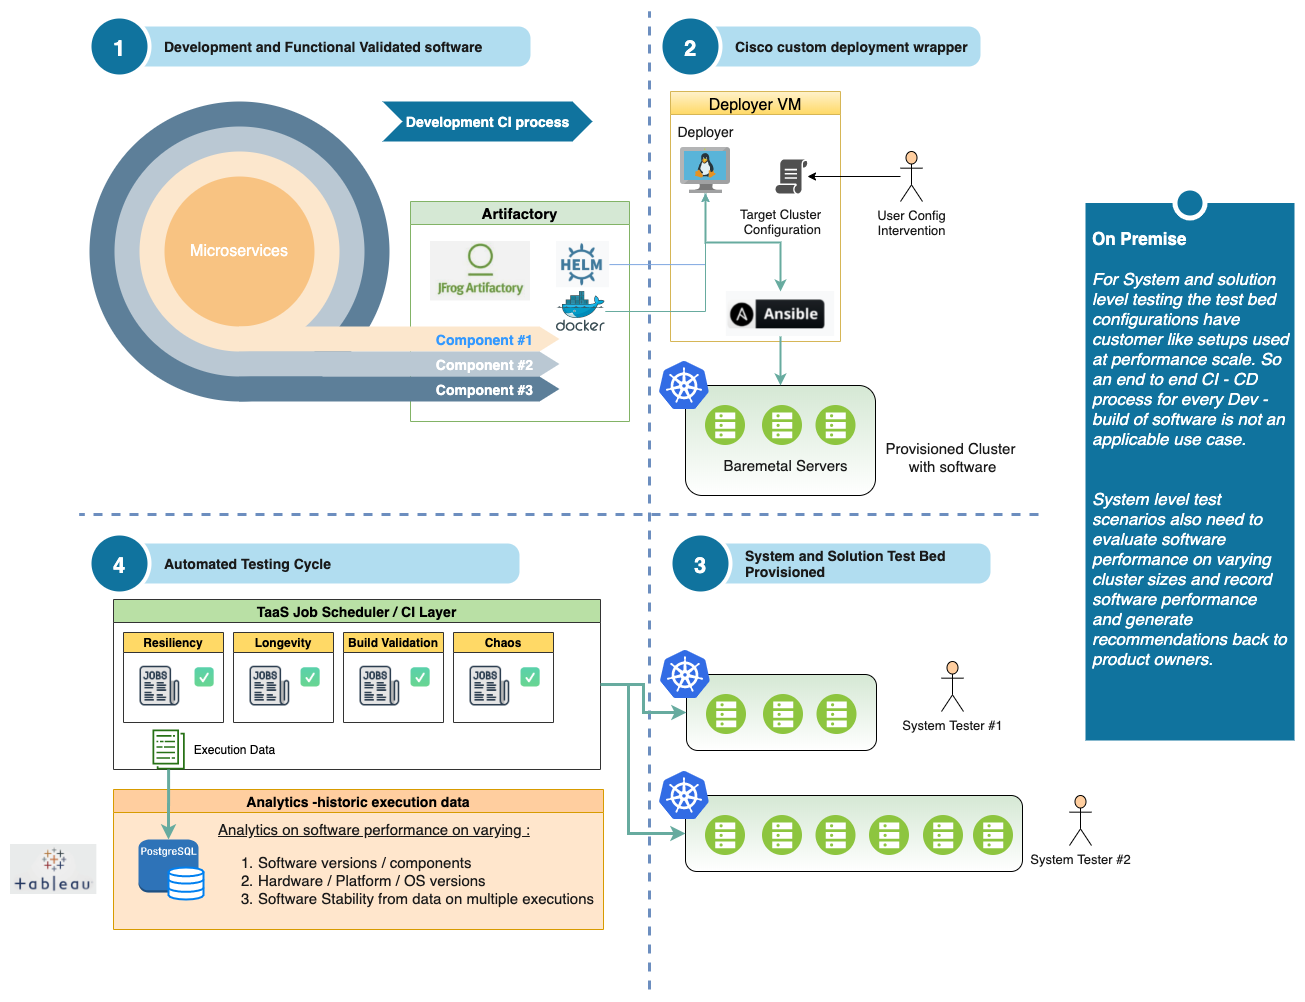 1
Development and Functional Validated software
Development CI process
Microservices
Artifactory
JFrog Artifactory
HELM
docker
Component #1
Component #2
Component #3
2
Cisco custom deployment wrapper
Deployer VM
Deployer
Target Cluster
Configuration
User Config
Intervention
A
Ansible
Baremetal Servers
Provisioned Cluster
with software
On Premise
For System and solution
level testing the test bed
configurations have
customer like setups used
at performance scale. So
an end to end CI - CD
process for every Dev -
build of software is not an
applicable use case.
System level test
scenarios also need to
evaluate software
performance on varying
cluster sizes and record
software performance
and generate
recommendations back to
product owners.
4
Automated Testing Cycle
TaaS Job Scheduler / CI Layer
Resiliency
Longevity
Build Validation
Chaos
JOBS
JOBS
JOBS
JOBS
Execution Data
Analytics -historic execution data
Analytics on software performance on varying :
PostgreSQL
1. Software versions / components
2. Hardware / Platform / OS versions
3. Software Stability from data on multiple executions
+ableau
3
System and Solution Test Bed
Provisioned
System Tester #1
System Tester #2